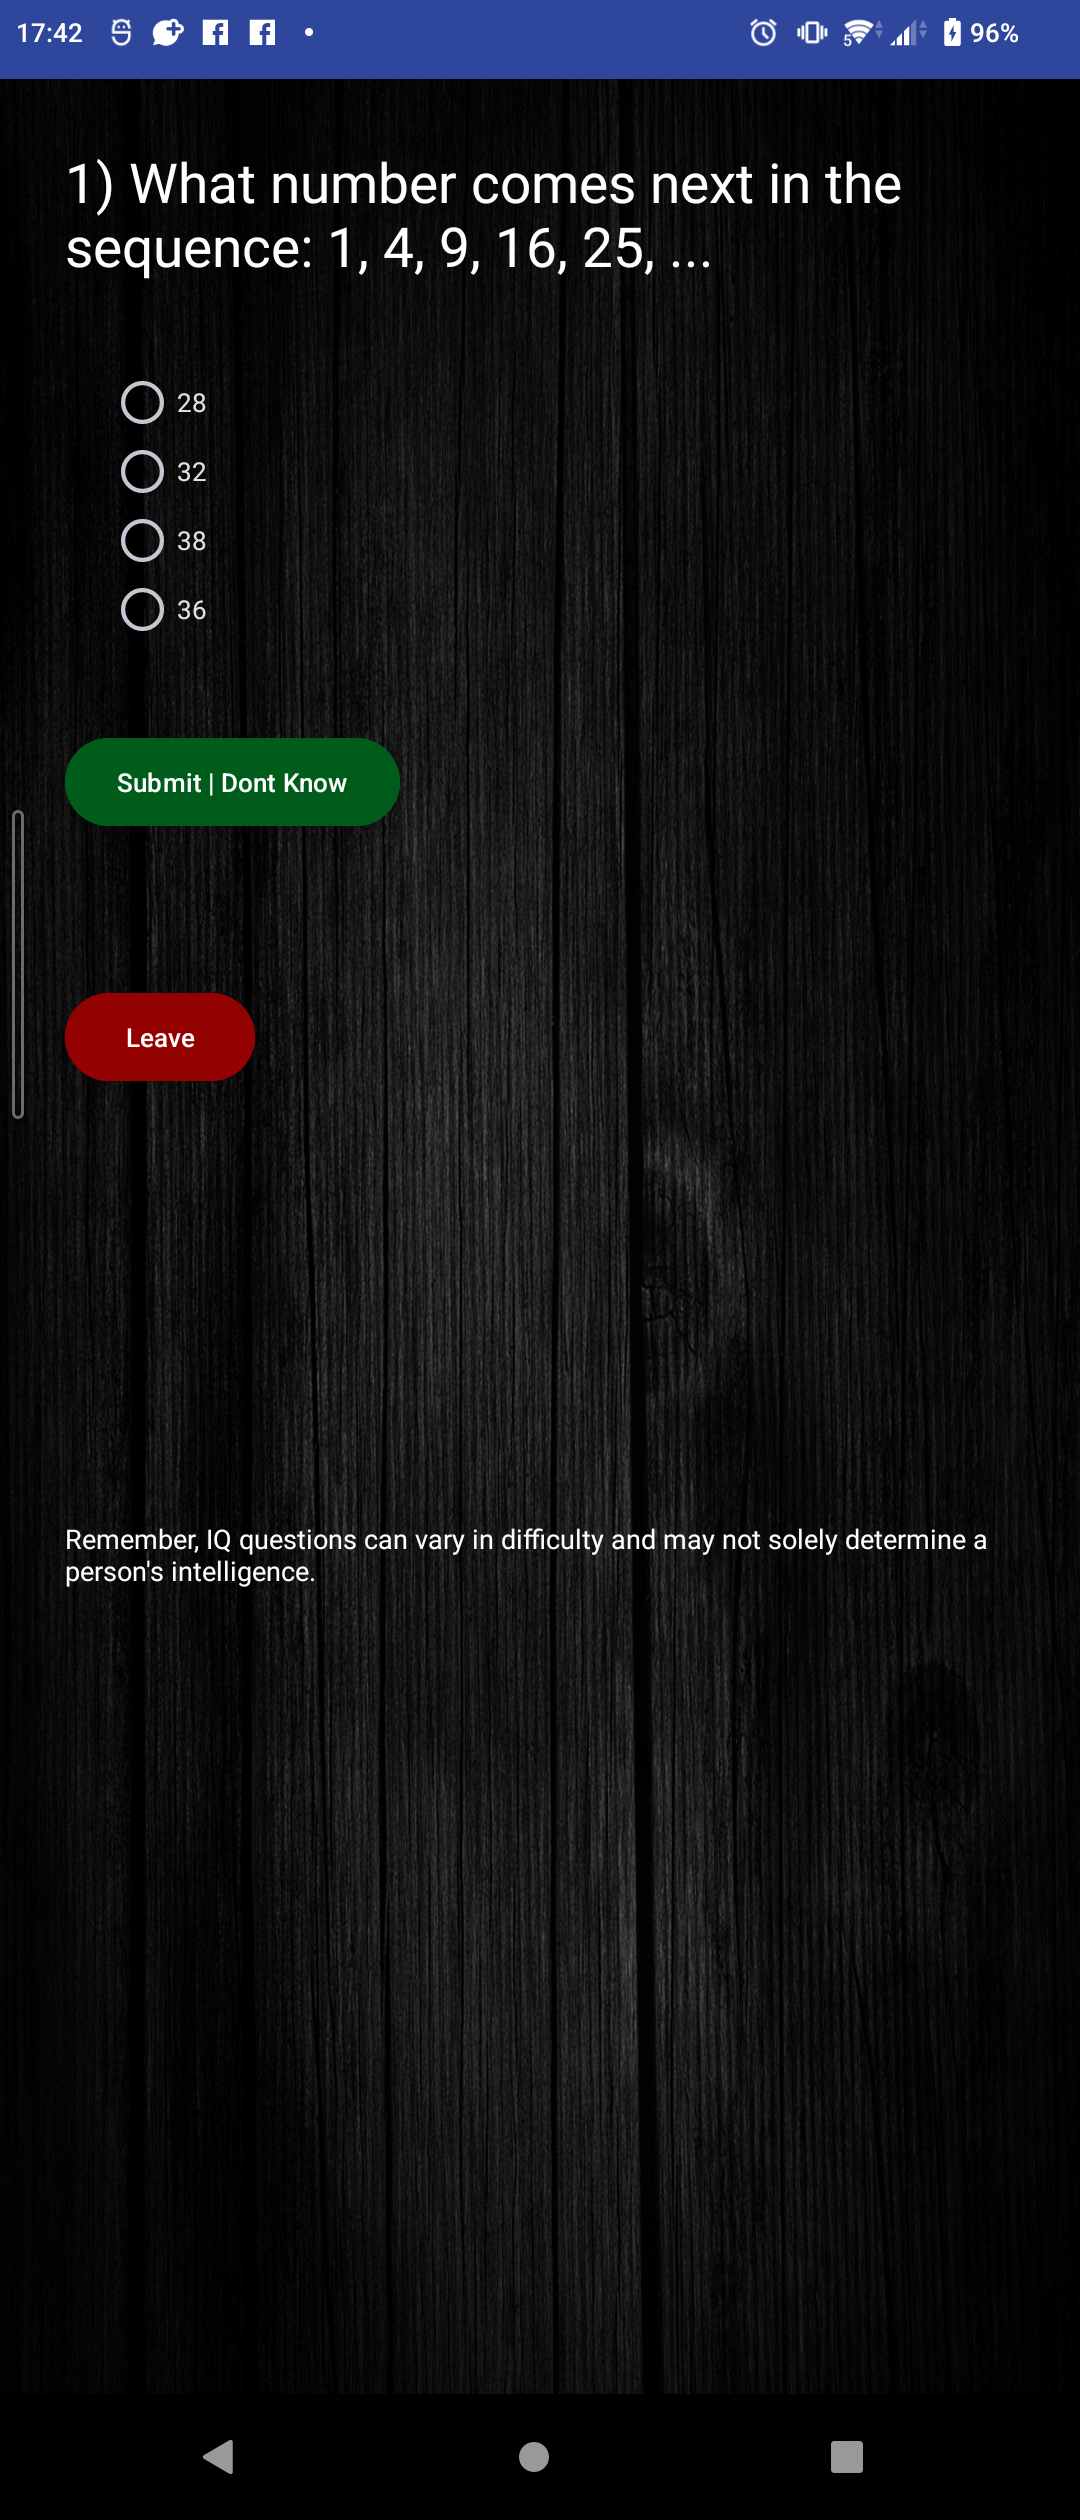 17:42
96%
1) What number comes next in the
sequence: 1, 4, 9, 16, 25, ...
28
32
38
36
Submit | Dont Know
Leave
Remember, IQ questions can vary in difficulty and may not solely determine a
person's intelligence.